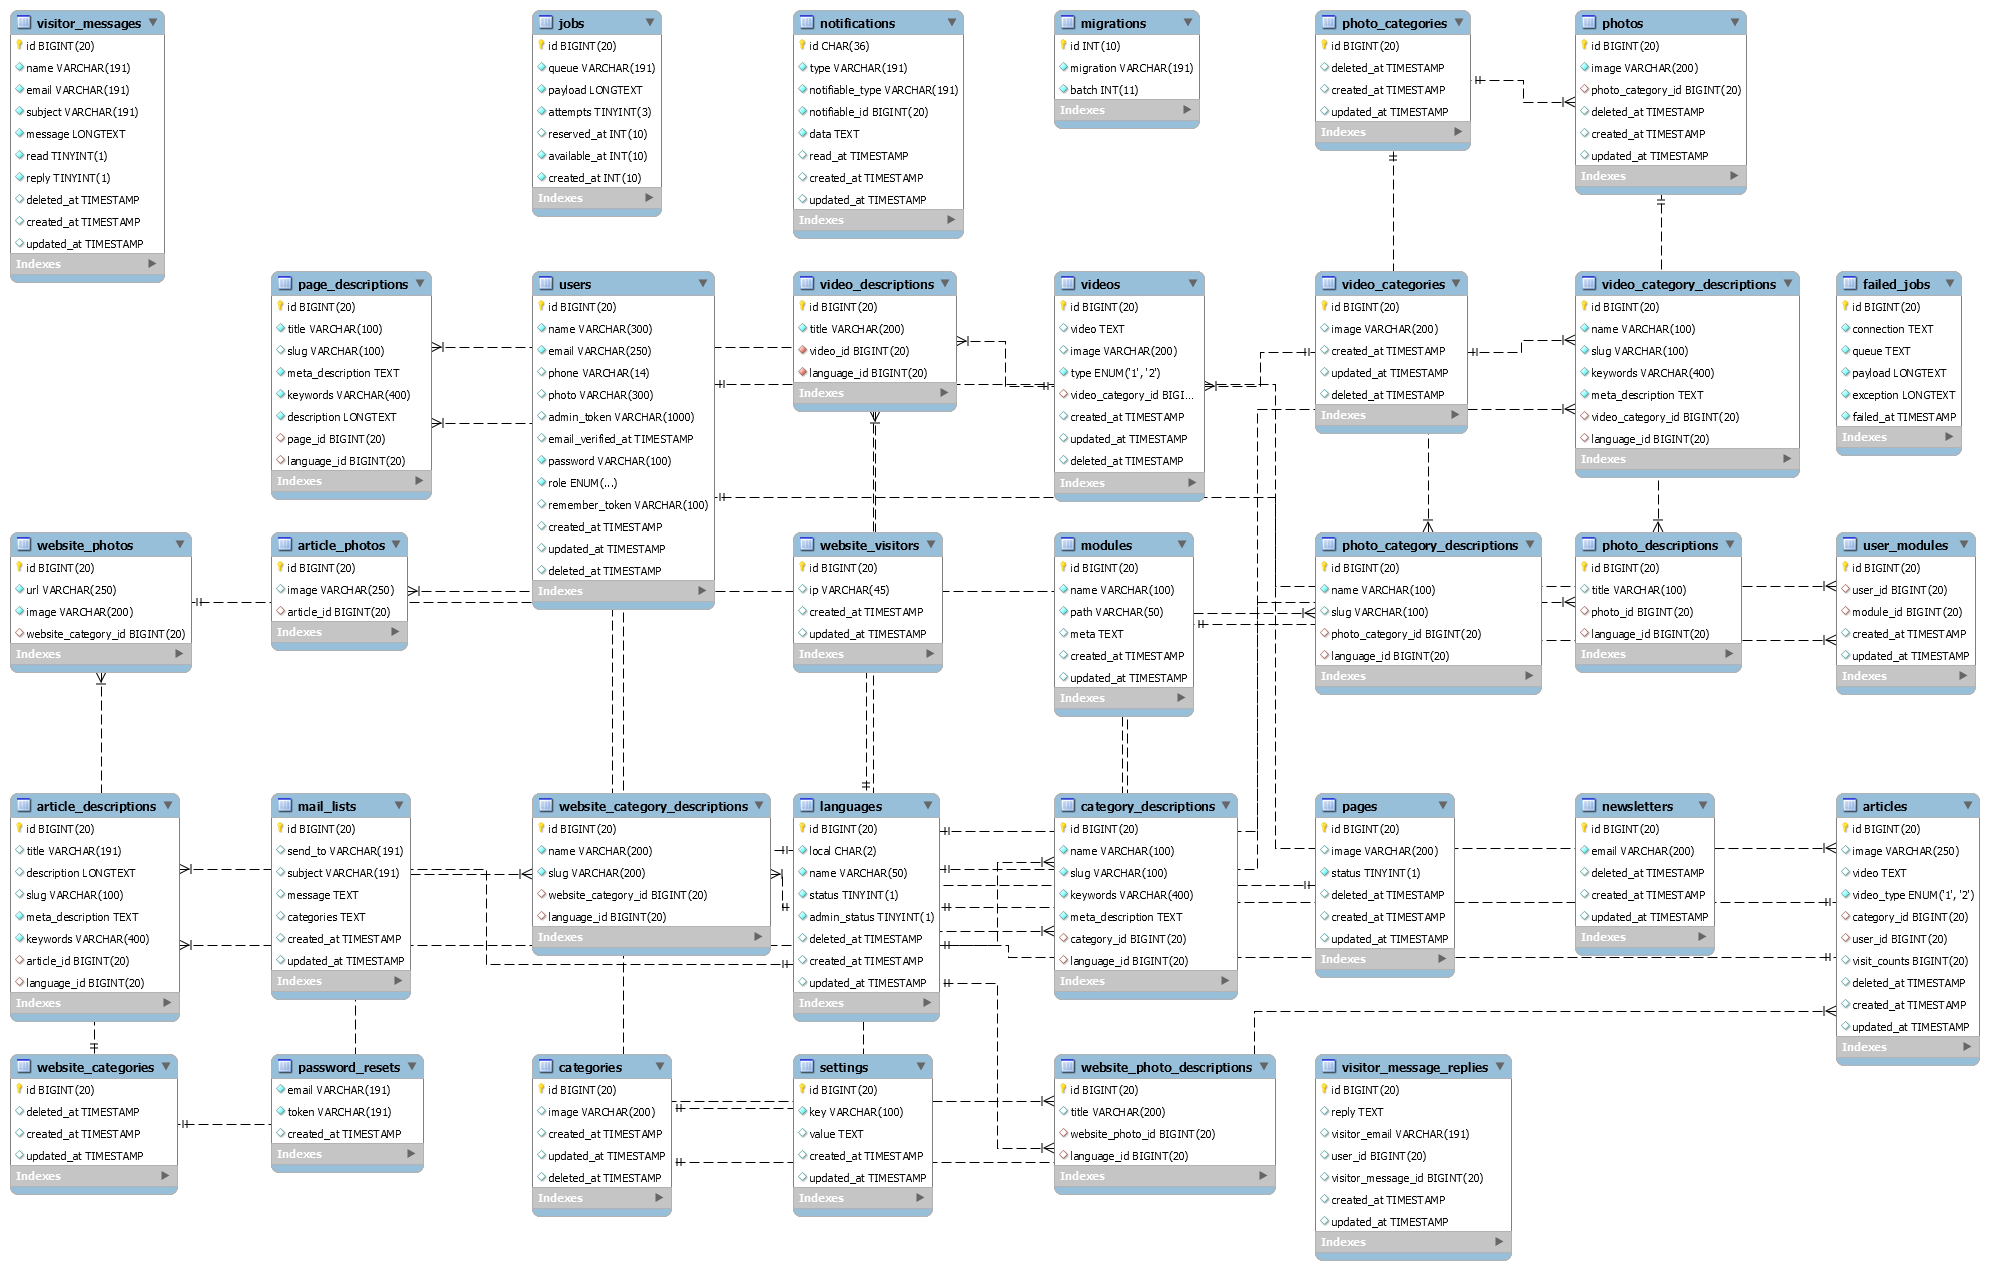 visitor_messages
id BIGINT(20)
name VARCHAR(191)
email VARCHAR(191)
subject VARCHAR(191)
message LONGTEXT
read TINYINT(1)
reply TINYINT(1)
deleted_at TIMESTAMP
created_at TIMESTAMP
updated_at TIMESTAMP
Indexes
jobs
id BIGINT(20)
queue VARCHAR(191)
payload LONGTEXT
attempts TINYINT(3)
reserved_at INT(10)
available_at INT(10)
created_at INT(10)
Indexes
notifications
id CHAR(36)
type VARCHAR(191)
notifiable_type VARCHAR(191)
notifiable_id BIGINT(20)
data TEXT
read_at TIMESTAMP
created_at TIMESTAMP
updated_at TIMESTAMP
Indexes
migrations
id INT(10)
migration VARCHAR(191)
batch INT(11)
Indexes
photo_categories
id BIGINT(20)
deleted_at TIMESTAMP
created_at TIMESTAMP
updated_at TIMESTAMP
Indexes
photos
id BIGINT(20)
image VARCHAR(200)
photo_category_id BIGINT(20)
deleted_at TIMESTAMP
created_at TIMESTAMP
updated_at TIMESTAMP
Indexes
page_descriptions
id BIGINT(20)
title VARCHAR(100)
slug VARCHAR(100)
meta_description TEXT
keywords VARCHAR(400)
description LONGTEXT
page_id BIGINT(20)
language_id BIGINT(20)
Indexes
users
id BIGINT(20)
name VARCHAR(300)
email VARCHAR(250)
phone VARCHAR(14)
photo VARCHAR(300)
admin_token VARCHAR(1000)
email_verified_at TIMESTAMP
password VARCHAR(100)
role ENUM(...)
remember_token VARCHAR(100)
created_at TIMESTAMP
updated_at TIMESTAMP
deleted_at TIMESTAMP
Indexes
video_descriptions
id BIGINT(20)
title VARCHAR(200)
video_id BIGINT(20)
language_id BIGINT(20)
Indexes
videos
id BIGINT(20)
video TEXT
image VARCHAR(200)
type ENUM('1', '2')
video_category_id BIGI...
created_at TIMESTAMP
updated_at TIMESTAMP
deleted_at TIMESTAMP
Indexes
video_categories
id BIGINT(20)
image VARCHAR(200)
created_at TIMESTAMP
updated_at TIMESTAMP
deleted_at TIMESTAMP
Indexes
video_category_descriptions
id BIGINT(20)
name VARCHAR(100)
slug VARCHAR(100)
keywords VARCHAR(400)
meta_description TEXT
video_category_id BIGINT(20)
language_id BIGINT(20)
Indexes
failed_jobs
id BIGINT(20)
connection TEXT
queue TEXT
payload LONGTEXT
exception LONGTEXT
failed_at TIMESTAMP
Indexes
website_photos
id BIGINT(20)
url VARCHAR(250)
image VARCHAR(200)
website_category_id BIGINT(20)
Indexes
article_photos
id BIGINT(20)
image VARCHAR(250)
article_id BIGINT(20)
Indexes
website_visitors
id BIGINT(20)
ip VARCHAR(45)
created_at TIMESTAMP
updated_at TIMESTAMP
Indexes
modules
id BIGINT(20)
name VARCHAR(100)
path VARCHAR(50)
meta TEXT
created_at TIMESTAMP
updated_at TIMESTAMP
Indexes
photo_category_descriptions
id BIGINT(20)
name VARCHAR(100)
slug VARCHAR(100)
photo_category_id BIGINT(20)
language_id BIGINT(20)
Indexes
photo_descriptions
id BIGINT(20)
title VARCHAR(100)
photo_id BIGINT(20)
language_id BIGINT(20)
Indexes
user_modules
id BIGINT(20)
user_id BIGINT(20)
module_id BIGINT(20)
created_at TIMESTAMP
updated_at TIMESTAMP
Indexes
article_descriptions
id BIGINT(20)
title VARCHAR(191)
description LONGTEXT
slug VARCHAR(100)
meta_description TEXT
keywords VARCHAR(400)
article_id BIGINT(20)
language_id BIGINT(20)
Indexes
mail_lists
id BIGINT(20)
send_to VARCHAR(191)
subject VARCHAR(191)
message TEXT
categories TEXT
created_at TIMESTAMP
updated_at TIMESTAMP
Indexes
website_category_descriptions
id BIGINT(20)
name VARCHAR(200)
slug VARCHAR(200)
website_category_id BIGINT(20)
language_id BIGINT(20)
Indexes
languages
id BIGINT(20)
local CHAR(2)
name VARCHAR(50)
status TINYINT(1)
admin_status TINYINT(1)
deleted_at TIMESTAMP
created_at TIMESTAMP
updated_at TIMESTAMP
Indexes
category_descriptions
id BIGINT(20)
name VARCHAR(100)
slug VARCHAR(100)
keywords VARCHAR(400)
meta_description TEXT
category_id BIGINT(20)
language_id BIGINT(20)
Indexes
pages
id BIGINT(20)
image VARCHAR(200)
status TINYINT(1)
deleted_at TIMESTAMP
created_at TIMESTAMP
updated_at TIMESTAMP
Indexes
newsletters
id BIGINT(20)
email VARCHAR(200)
deleted_at TIMESTAMP
created_at TIMESTAMP
updated_at TIMESTAMP
Indexes
articles
id BIGINT(20)
image VARCHAR(250)
video TEXT
video_type ENUM('1', '2')
category_id BIGINT(20)
user_id BIGINT(20)
visit_counts BIGINT(20)
deleted_at TIMESTAMP
created_at TIMESTAMP
updated_at TIMESTAMP
Indexes
website_categories
id BIGINT(20)
deleted_at TIMESTAMP
created_at TIMESTAMP
updated_at TIMESTAMP
Indexes
password_resets
email VARCHAR(191)
token VARCHAR(191)
created_at TIMESTAMP
Indexes
categories
id BIGINT(20)
image VARCHAR(200)
created_at TIMESTAMP
updated_at TIMESTAMP
deleted_at TIMESTAMP
Indexes
settings
id BIGINT(20)
key VARCHAR(100)
value TEXT
created_at TIMESTAMP
updated_at TIMESTAMP
Indexes
website_photo_descriptions
id BIGINT(20)
title VARCHAR(200)
website_photo_id BIGINT(20)
language_id BIGINT(20)
Indexes
visitor_message_replies
id BIGINT(20)
reply TEXT
visitor_email VARCHAR(191)
user_id BIGINT(20)
visitor_message_id BIGINT(20)
created_at TIMESTAMP
updated_at TIMESTAMP
Indexes